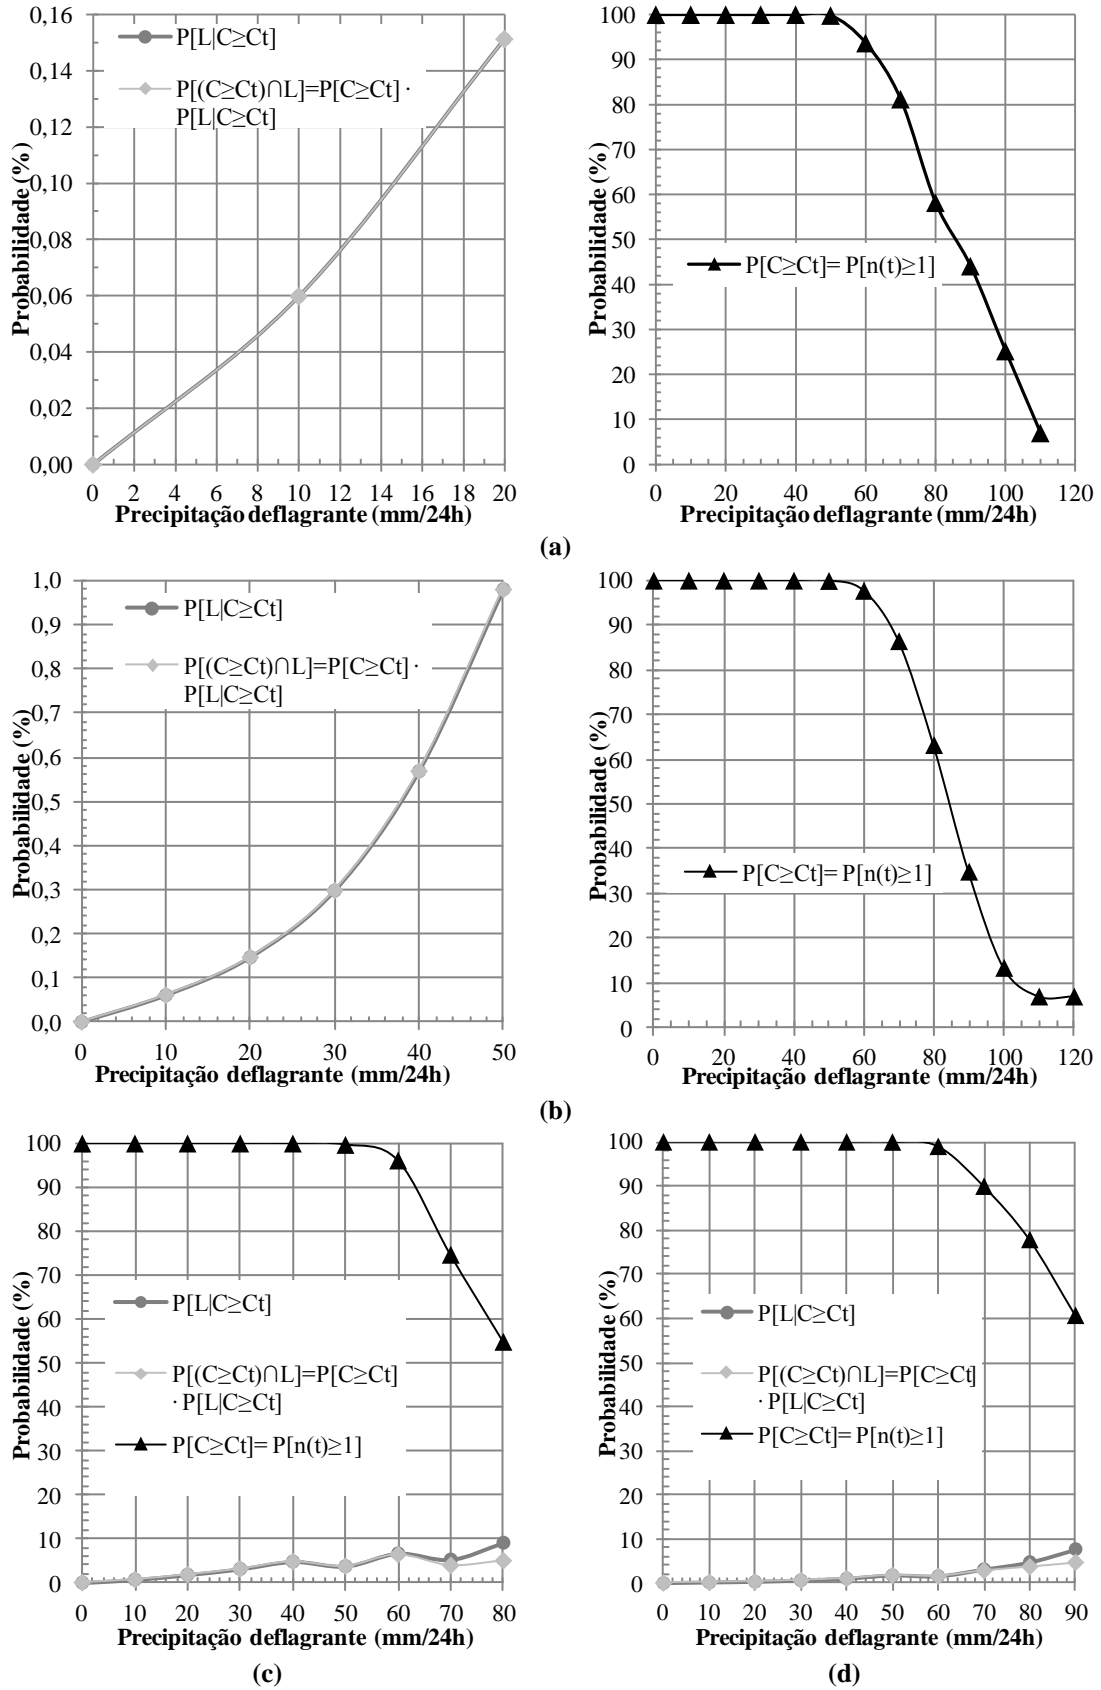 0,16
0,14
0,12
0,10
0,08
0,06
0,04
0,02
0,00
Probabilidade (%)
P[L|C≥Ct]
P[(C≥Ct)∩L]=P[C≥Ct] ·
P[L|C≥Ct]
0 2 4 6 8 10 12 14 16 18 20
Precipitação deflagrante (mm/24h)
100
90
80
70
60
50
40
30
20
10
0
Probabilidade (%)
P[C≥Ct]= P[n(t)≥1]
0 20 40 60 80 100 120
Precipitação deflagrante (mm/24h)
(a)
1,0
0,9
0,8
0,7
0,6
0,5
0,4
0,3
0,2
0,1
0,0
Probabilidade (%)
P[L|C≥Ct]
P[(C≥Ct)∩L]=P[C≥Ct] ·
P[L|C≥Ct]
0 10 20 30 40 50
Precipitação deflagrante (mm/24h)
100
90
80
70
60
50
40
30
20
10
0
Probabilidade (%)
P[C≥Ct]= P[n(t)≥1]
0 20 40 60 80 100 120
Precipitação deflagrante (mm/24h)
(b)
100
90
80
70
60
50
40
30
20
10
0
Probabilidade (%)
P[L|C≥Ct]
P[(C≥Ct)∩L]=P[C≥Ct]
· P[L|C≥Ct]
P[C≥Ct]= P[n(t)≥1]
0 10 20 30 40 50 60 70 80
Precipitação deflagrante (mm/24h)
(c)
100
90
80
70
60
50
40
30
20
10
0
Probabilidade (%)
P[L|C≥Ct]
P[(C≥Ct)∩L]=P[C≥Ct]
· P[L|C≥Ct]
P[C≥Ct]= P[n(t)≥1]
0 10 20 30 40 50 60 70 80 90
Precipitação deflagrante (mm/24h)
(d)